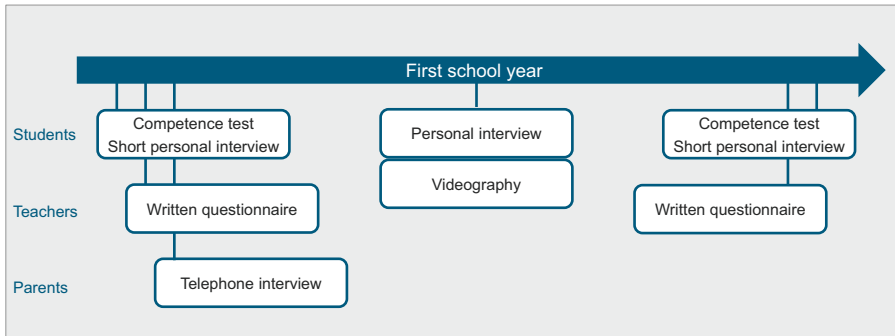 First school year
Students
Competence test
Short personal interview
Personal interview
Competence test
Short personal interview
Videography
Teachers
Written questionnaire
Written questionnaire
Parents
Telephone interview